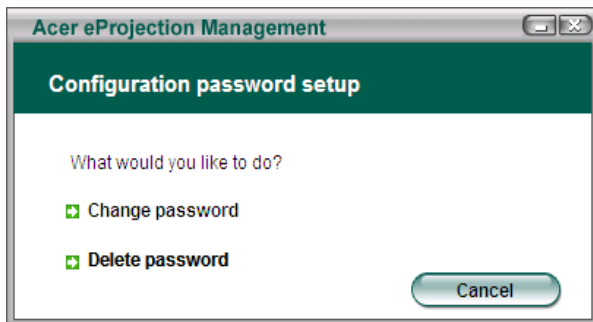 Acer eProjection Management
Configuration password setup
What would you like to do?
Change password
Delete password
Cancel